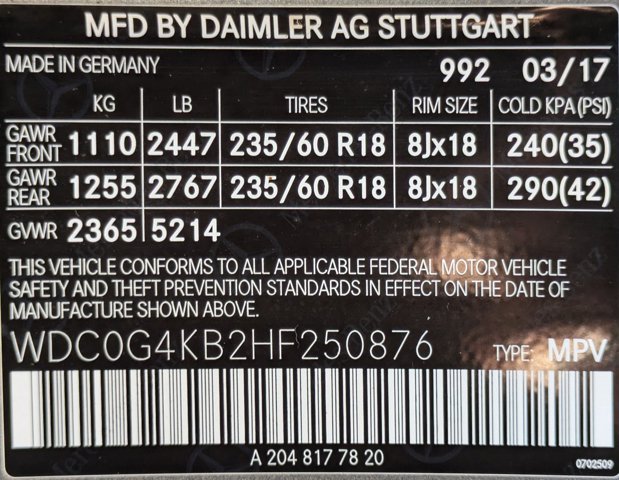 MFD BY DAIMLER AG STUTTGART
MADE IN GERMANY 992 03/17
KG LB TIRES RIM SIZE COLD KPA(PSI)
GAWR FRONT 1110 2447 235/60 R18 8Jx18 240(35)
GAWR REAR 1255 2767 235/60 R18 8Jx18 290(42)
GVWR 2365 5214
THIS VEHICLE CONFORMS TO ALL APPLICABLE FEDERAL MOTOR VEHICLE
SAFETY AND THEFT PREVENTION STANDARDS IN EFFECT ON THE DATE OF
MANUFACTURE SHOWN ABOVE.
WDC0G4KB2HF250876 TYPE: MPV
A 204 817 78 20
0702509